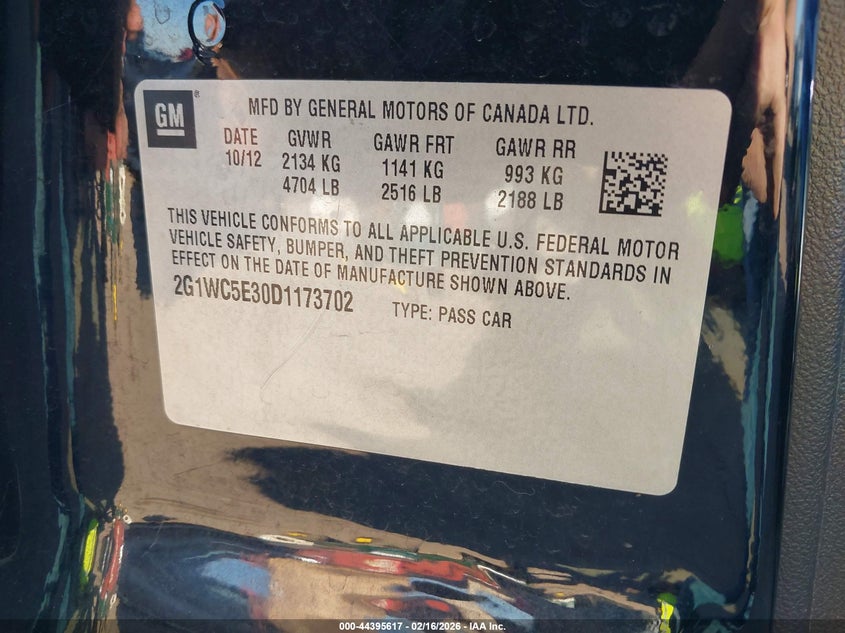 GM ®
MFD BY GENERAL MOTORS OF CANADA LTD.
DATE GVWR GAWR FRT GAWR RR
10/12 2134 KG 1141 KG 993 KG
4704 LB 2516 LB 2188 LB
THIS VEHICLE CONFORMS TO ALL APPLICABLE U.S. FEDERAL MOTOR
VEHICLE SAFETY, BUMPER, AND THEFT PREVENTION STANDARDS IN
EFFECT ON THE DATE OF MANUFACTURE SHOWN ABOVE.
2G1WC5E30D1173702 TYPE: PASS CAR
000-44395617 - 02/16/2026 - IAA Inc.